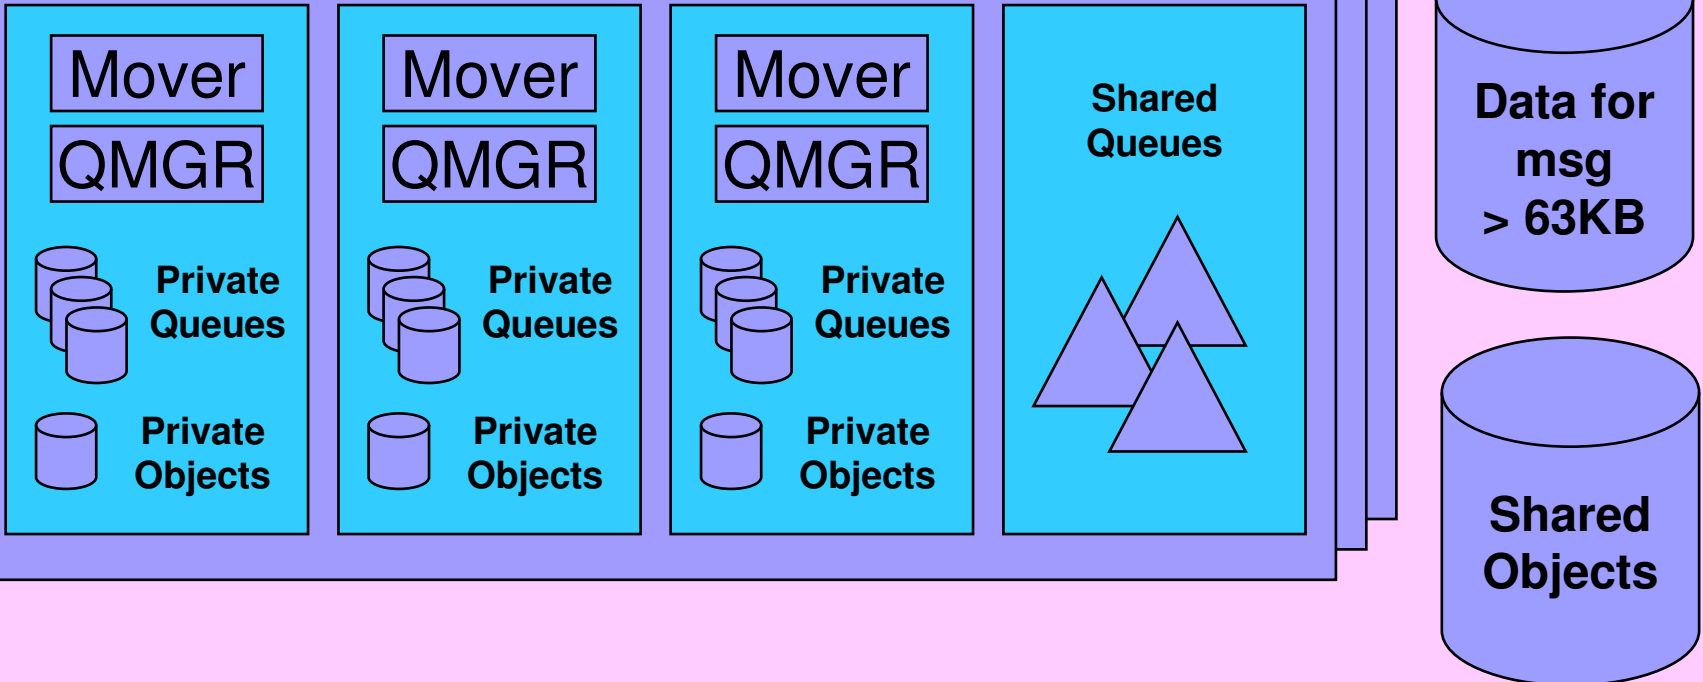 Mover
QMGR
Private
Queues
Private
Objects
Mover
QMGR
Private
Queues
Private
Objects
Mover
QMGR
Private
Queues
Private
Objects
Shared
Queues
Data for
msg
> 63KB
Shared
Objects